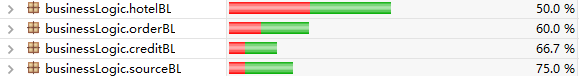 businessLogic.hotelBL 50.0 %
businessLogic.orderBL 60.0 %
businessLogic.creditBL 66.7 %
businessLogic.sourceBL 75.0 %